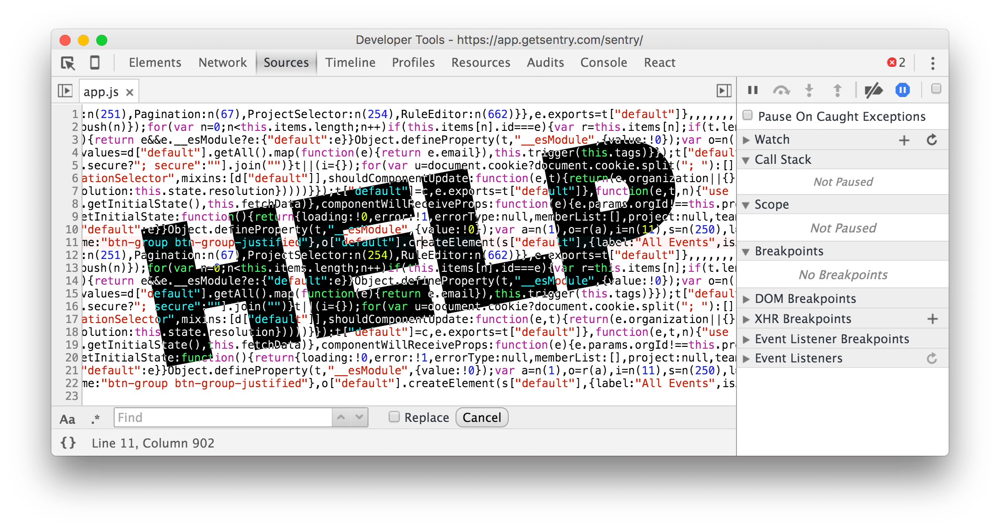 Developer Tools - https://app.getsentry.com/sentry/
Elements Network Sources Timeline Profiles Resources Audits Console React 2
app.js ×
1 :n(251),Pagination:n(67),ProjectSelector:n(254),RuleEditor:n(662)}},e.exports=t["default"]},,,,,,,
2 push(n)});for(var n=0;n<this.items.length;n++)if(this.items[n].id===e){var r=this.items[n];if(t.len
3 ){return e&&e.__esModule?e:{"default":e}}Object.defineProperty(t,"__esModule",{value:!0});var o=n(
4 values=d["default"].getAll().map(function(e){return e.email}),this.trigger(this.tags)}});t["defaul
5 .secure?"; secure":""].join("")}t||(i={});for(var u=document.cookie?document.cookie.split("; "):[]
6 ationSelector",mixins:[d["default"]],shouldComponentUpdate:function(e,t){return(e.organization||{}
7 olution:this.state.resolution}))))}});t["default"]=c,e.exports=t["default"]},function(e,t,n){"use
8 .getInitialState(),this.fetchData)},componentWillReceiveProps:function(e){e.params.orgId!==this.pr
9 etInitialState:function(){return{loading:!0,error:!1,errorType:null,memberList:[],project:null,tea
10 "default":e}}Object.defineProperty(t,"__esModule",{value:!0});var a=n(1),o=r(a),i=n(11),s=n(250),l
11 me:"btn-group btn-group-justified"},o["default"].createElement(s["default"],{label:"All Events",is
12 :n(251),Pagination:n(67),ProjectSelector:n(254),RuleEditor:n(662)}},e.exports=t["default"]},,,,,,,
13 push(n)});for(var n=0;n<this.items.length;n++)if(this.items[n].id===e){var r=this.items[n];if(t.len
14 ){return e&&e.__esModule?e:{"default":e}}Object.defineProperty(t,"__esModule",{value:!0});var o=n(
15 values=d["default"].getAll().map(function(e){return e.email}),this.trigger(this.tags)}});t["defaul
16 .secure?"; secure":""].join("")}t||(i={});for(var u=document.cookie?document.cookie.split("; "):[]
17 ationSelector",mixins:[d["default"]],shouldComponentUpdate:function(e,t){return(e.organization||{}
18 olution:this.state.resolution}))))}});t["default"]=c,e.exports=t["default"]},function(e,t,n){"use
19 .getInitialState(),this.fetchData)},componentWillReceiveProps:function(e){e.params.orgId!==this.pr
20 etInitialState:function(){return{loading:!0,error:!1,errorType:null,memberList:[],project:null,tea
21 "default":e}}Object.defineProperty(t,"__esModule",{value:!0});var a=n(1),o=r(a),i=n(11),s=n(250),l
22 me:"btn-group btn-group-justified"},o["default"].createElement(s["default"],{label:"All Events",is
23
HELP
Aa .* Find Replace Cancel
{} Line 11, Column 902
Pause On Caught Exceptions
Watch
Call Stack
Not Paused
Scope
Not Paused
Breakpoints
No Breakpoints
DOM Breakpoints
XHR Breakpoints
Event Listener Breakpoints
Event Listeners